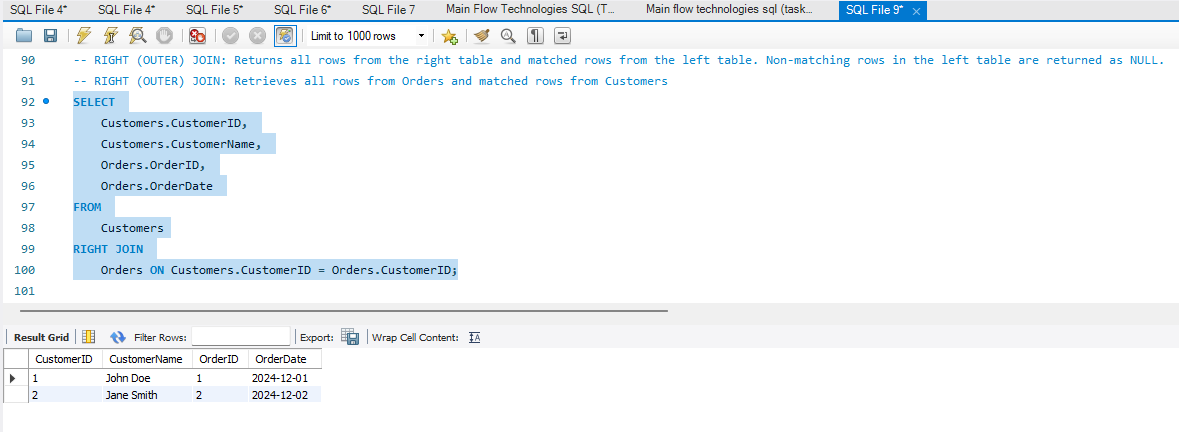 SQL File 4* SQL File 4* SQL File 5* SQL File 6* SQL File 7 Main Flow Technologies SQL (T... Main flow technologies sql (task... SQL File 9*
Limit to 1000 rows
90 -- RIGHT (OUTER) JOIN: Returns all rows from the right table and matched rows from the left table. Non-matching rows in the left table are returned as NULL.
91 -- RIGHT (OUTER) JOIN: Retrieves all rows from Orders and matched rows from Customers
92 SELECT
93 Customers.CustomerID,
94 Customers.CustomerName,
95 Orders.OrderID,
96 Orders.OrderDate
97 FROM
98 Customers
99 RIGHT JOIN
100 Orders ON Customers.CustomerID = Orders.CustomerID;
101
Result Grid Filter Rows: Export: Wrap Cell Content:
CustomerID CustomerName OrderID OrderDate
1 John Doe 1 2024-12-01
2 Jane Smith 2 2024-12-02